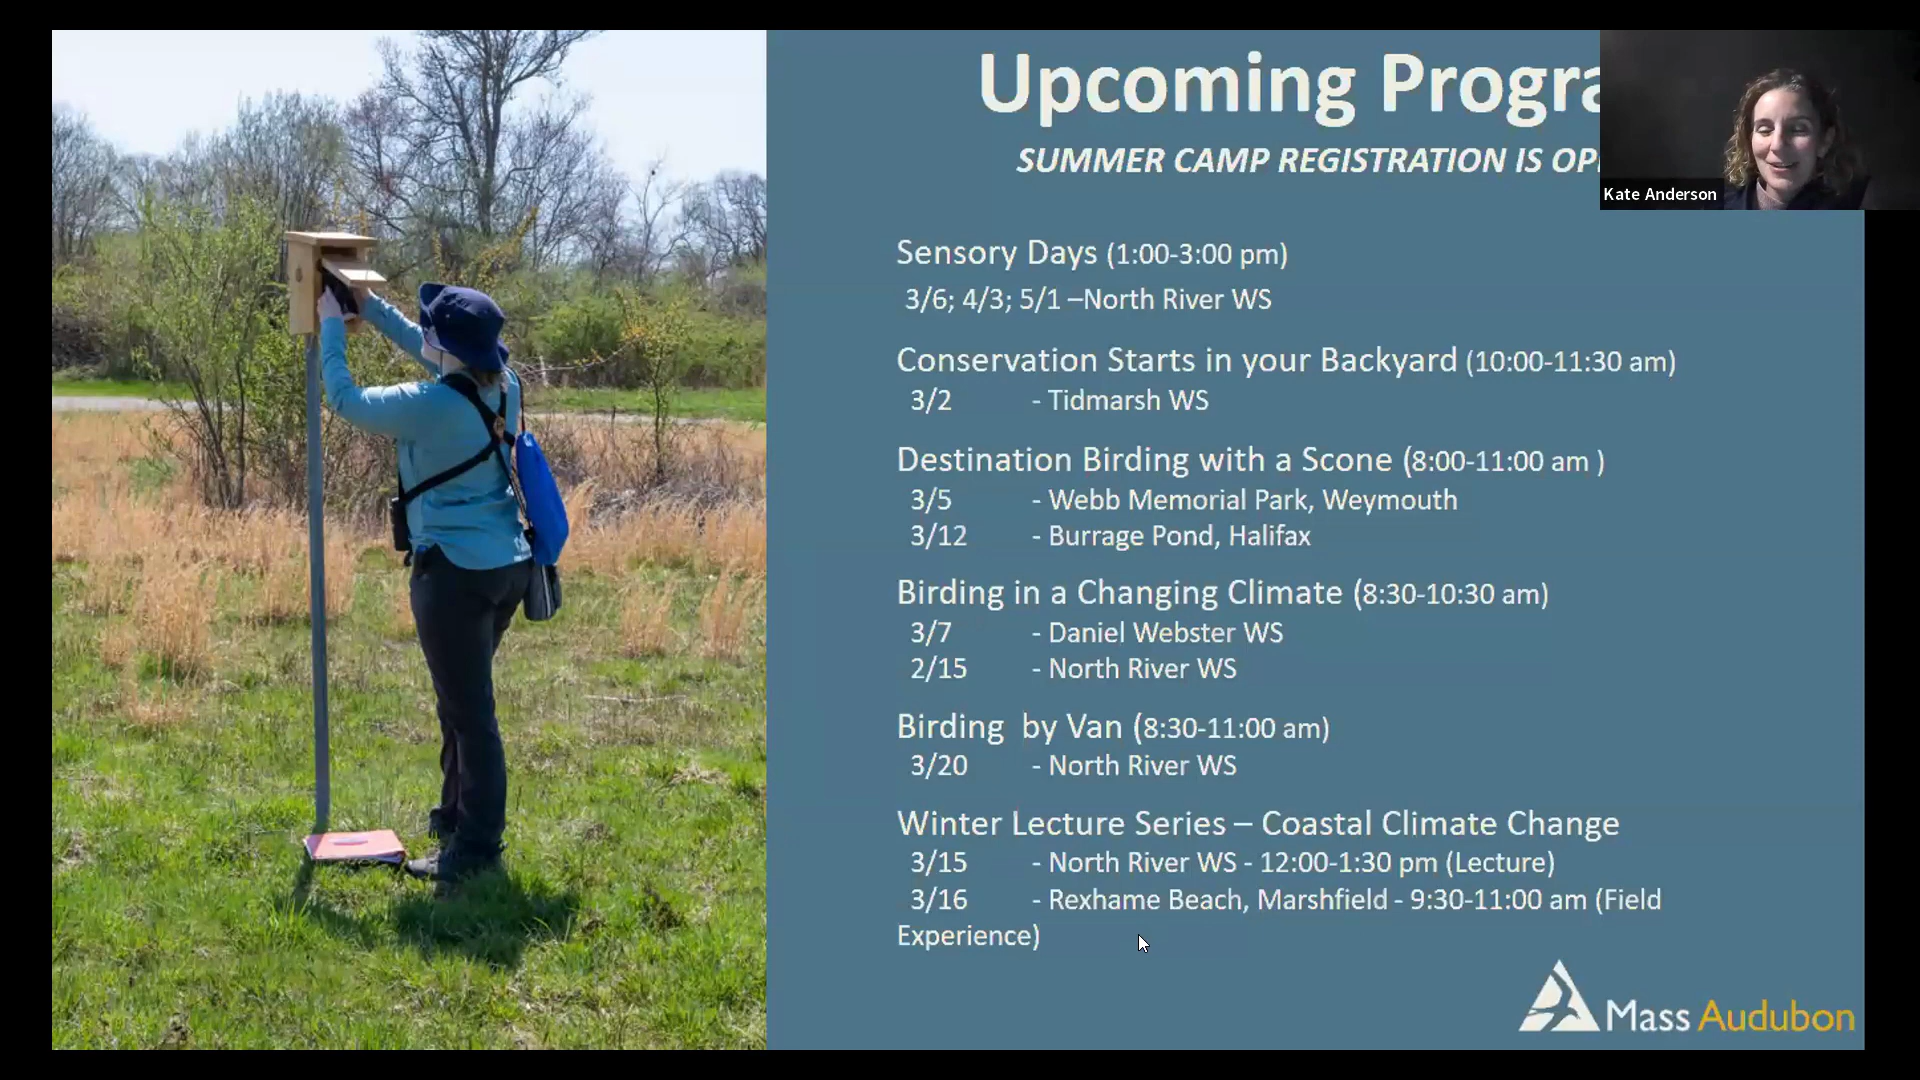 Upcoming Progra
SUMMER CAMP REGISTRATION IS OP
Kate Anderson
Sensory Days (1:00-3:00 pm)
3/6; 4/3; 5/1 –North River WS
Conservation Starts in your Backyard (10:00-11:30 am)
3/2 - Tidmarsh WS
Destination Birding with a Scone (8:00-11:00 am )
3/5 - Webb Memorial Park, Weymouth
3/12 - Burrage Pond, Halifax
Birding in a Changing Climate (8:30-10:30 am)
3/7 - Daniel Webster WS
2/15 - North River WS
Birding by Van (8:30-11:00 am)
3/20 - North River WS
Winter Lecture Series – Coastal Climate Change
3/15 - North River WS - 12:00-1:30 pm (Lecture)
3/16 - Rexhame Beach, Marshfield - 9:30-11:00 am (Field
Experience)
Mass Audubon